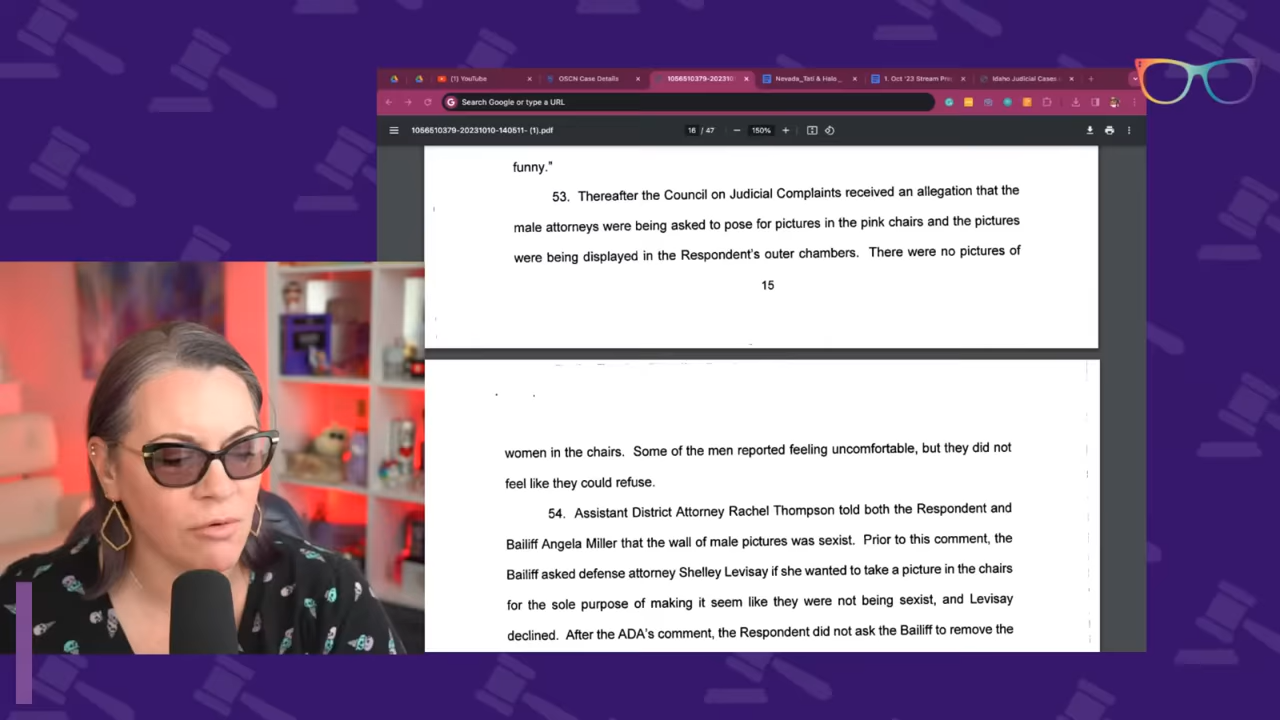 (1) YouTube
OSCN Case Details
1056510379-20231
Nevada_Tati & Halo_
1. Oct '23 Stream Pre
Idaho Judicial Cases
Search Google or type a URL
1056510379-20231010-140511- (1).pdf
16 / 47
150%
funny."
53. Thereafter the Council on Judicial Complaints received an allegation that the
male attorneys were being asked to pose for pictures in the pink chairs and the pictures
were being displayed in the Respondent's outer chambers. There were no pictures of
15
women in the chairs. Some of the men reported feeling uncomfortable, but they did not
feel like they could refuse.
54. Assistant District Attorney Rachel Thompson told both the Respondent and
Bailiff Angela Miller that the wall of male pictures was sexist. Prior to this comment, the
Bailiff asked defense attorney Shelley Levisay if she wanted to take a picture in the chairs
for the sole purpose of making it seem like they were not being sexist, and Levisay
declined. After the ADA's comment, the Respondent did not ask the Bailiff to remove the